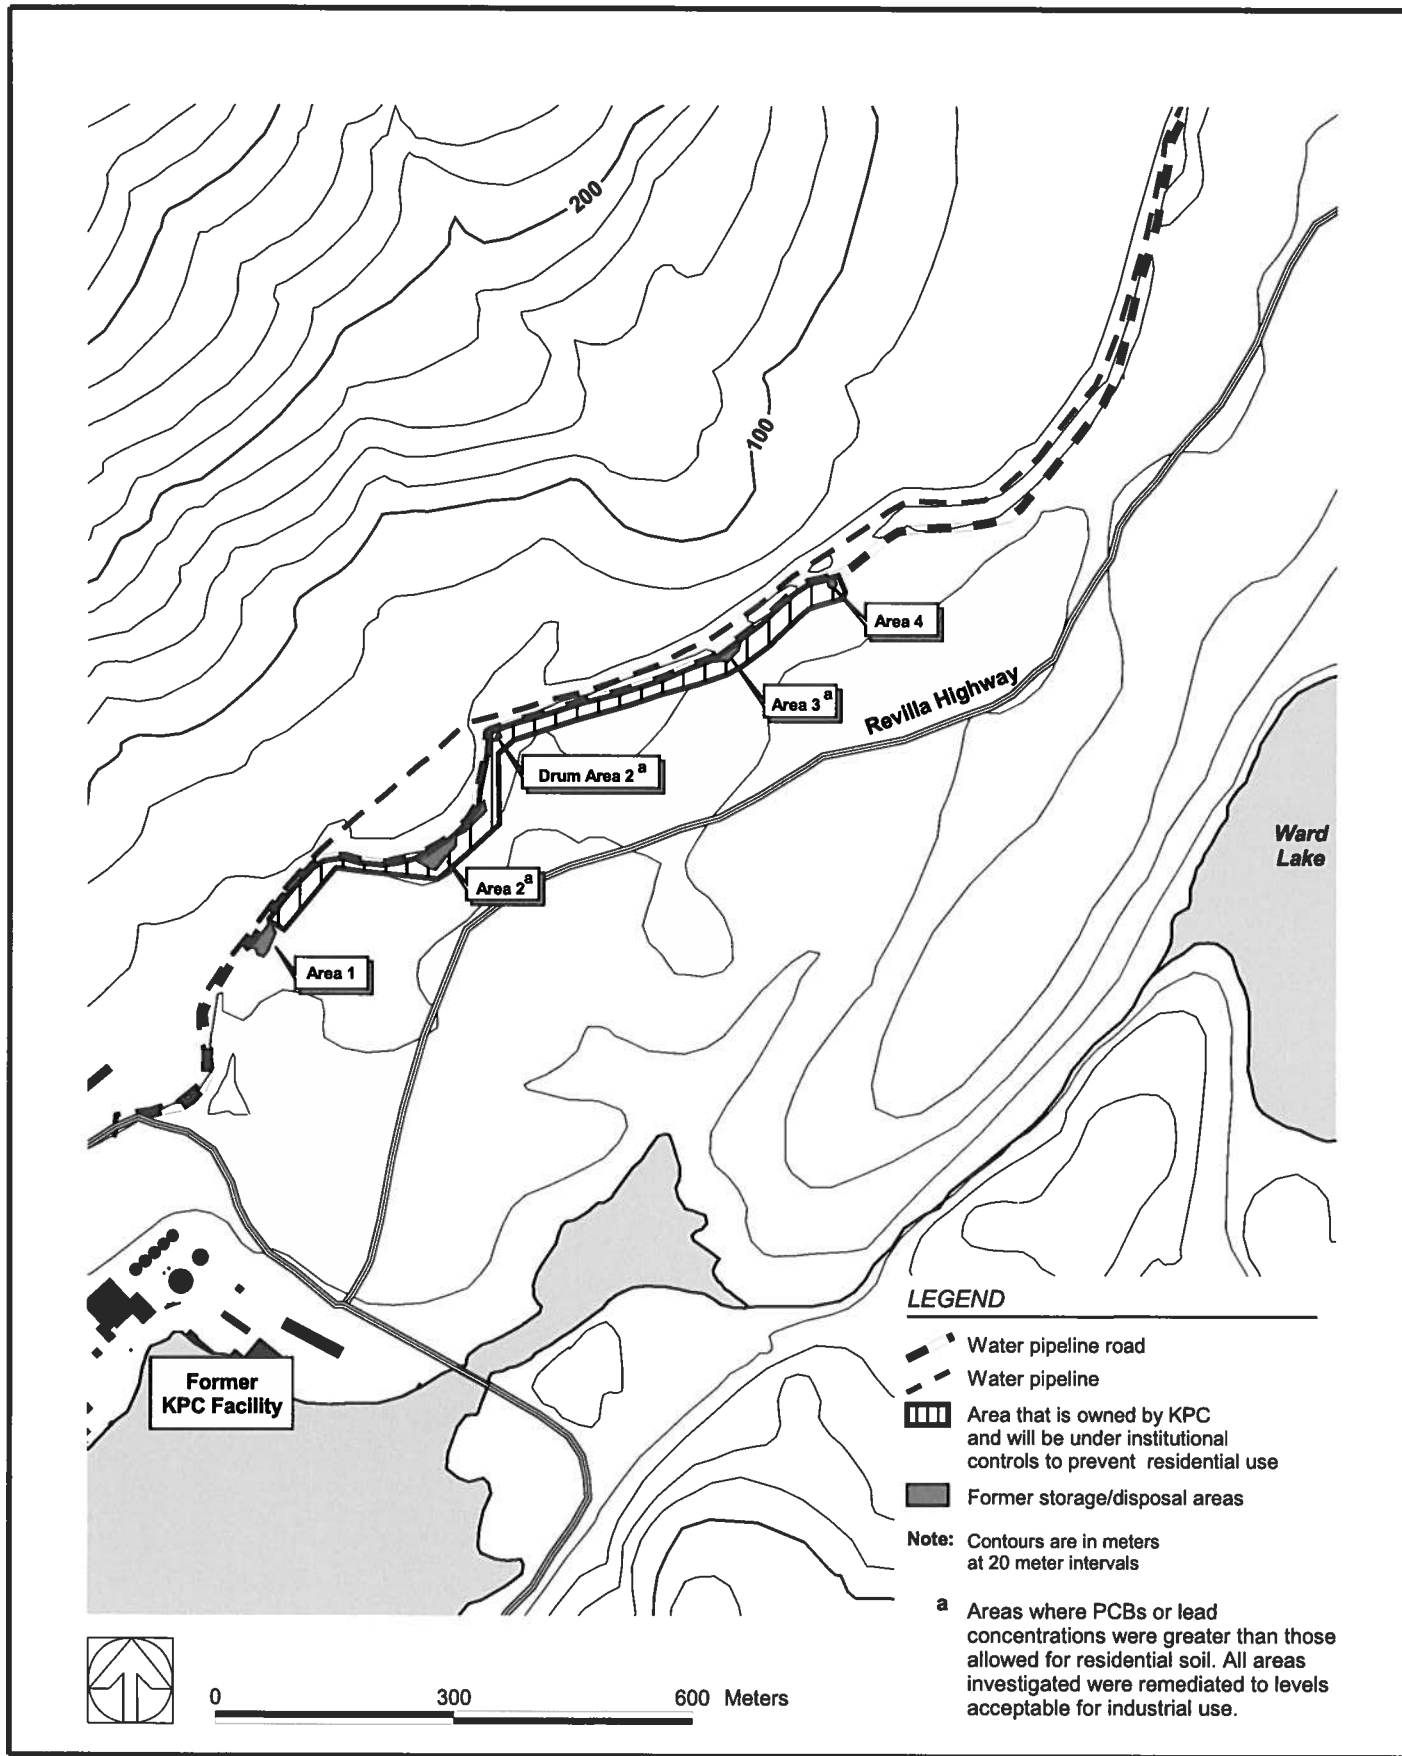 200
100
Area 4
Area 3 a
Revilla Highway
Drum Area 2 a
Ward
Lake
Area 2 a
Area 1
Former
KPC Facility
LEGEND
Water pipeline road
Water pipeline
Area that is owned by KPC
and will be under institutional
controls to prevent residential use
Former storage/disposal areas
Note: Contours are in meters
at 20 meter intervals
a Areas where PCBs or lead
concentrations were greater than those
allowed for residential soil. All areas
investigated were remediated to levels
acceptable for industrial use.
0 300 600 Meters